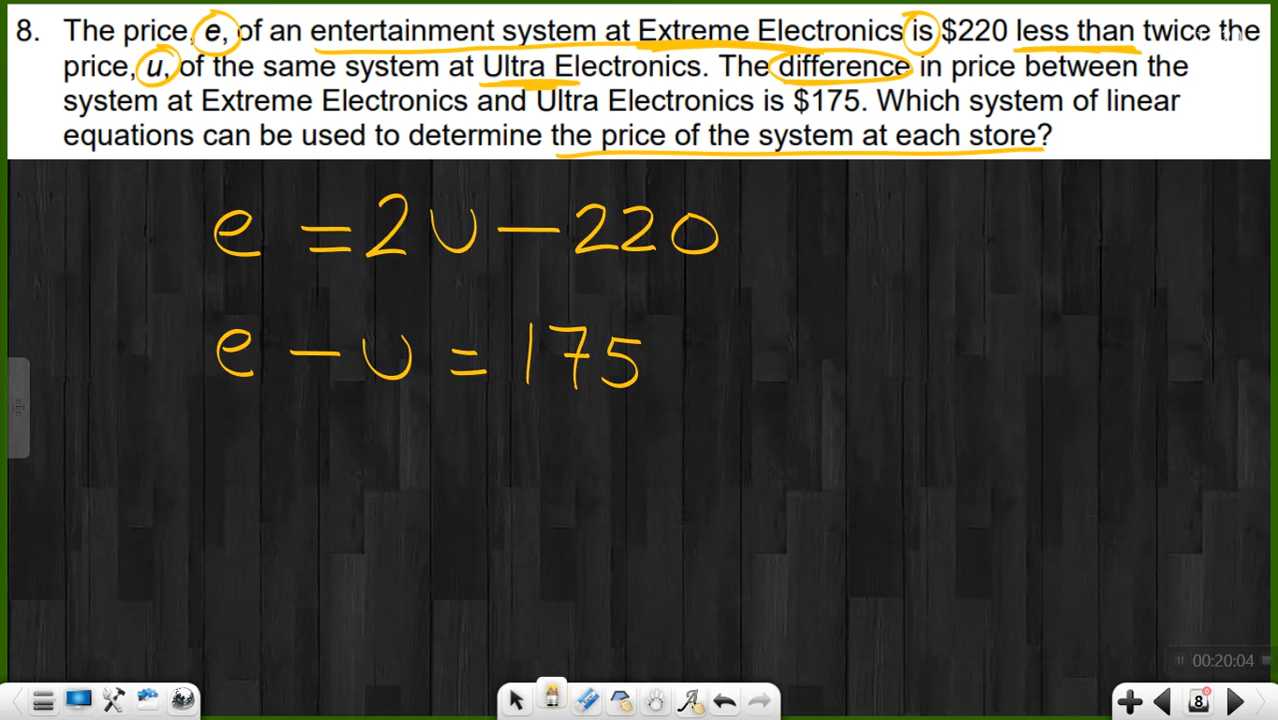 8. The price, e, of an entertainment system at Extreme Electronics is $220 less than twice the
price, u, of the same system at Ultra Electronics. The difference in price between the
system at Extreme Electronics and Ultra Electronics is $175. Which system of linear
equations can be used to determine the price of the system at each store?
e = 2u - 220
e - u = 175
00:20:04
8